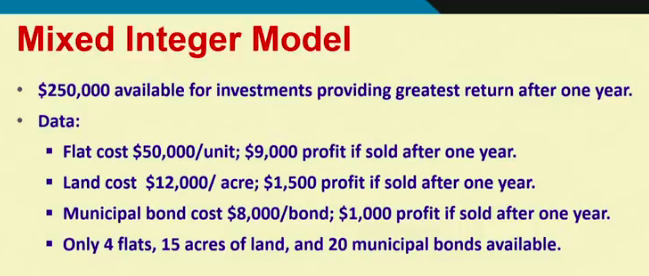 Mixed Integer Model
• $250,000 available for investments providing greatest return after one year.
• Data:
▪ Flat cost $50,000/unit; $9,000 profit if sold after one year.
▪ Land cost $12,000/ acre; $1,500 profit if sold after one year.
▪ Municipal bond cost $8,000/bond; $1,000 profit if sold after one year.
▪ Only 4 flats, 15 acres of land, and 20 municipal bonds available.